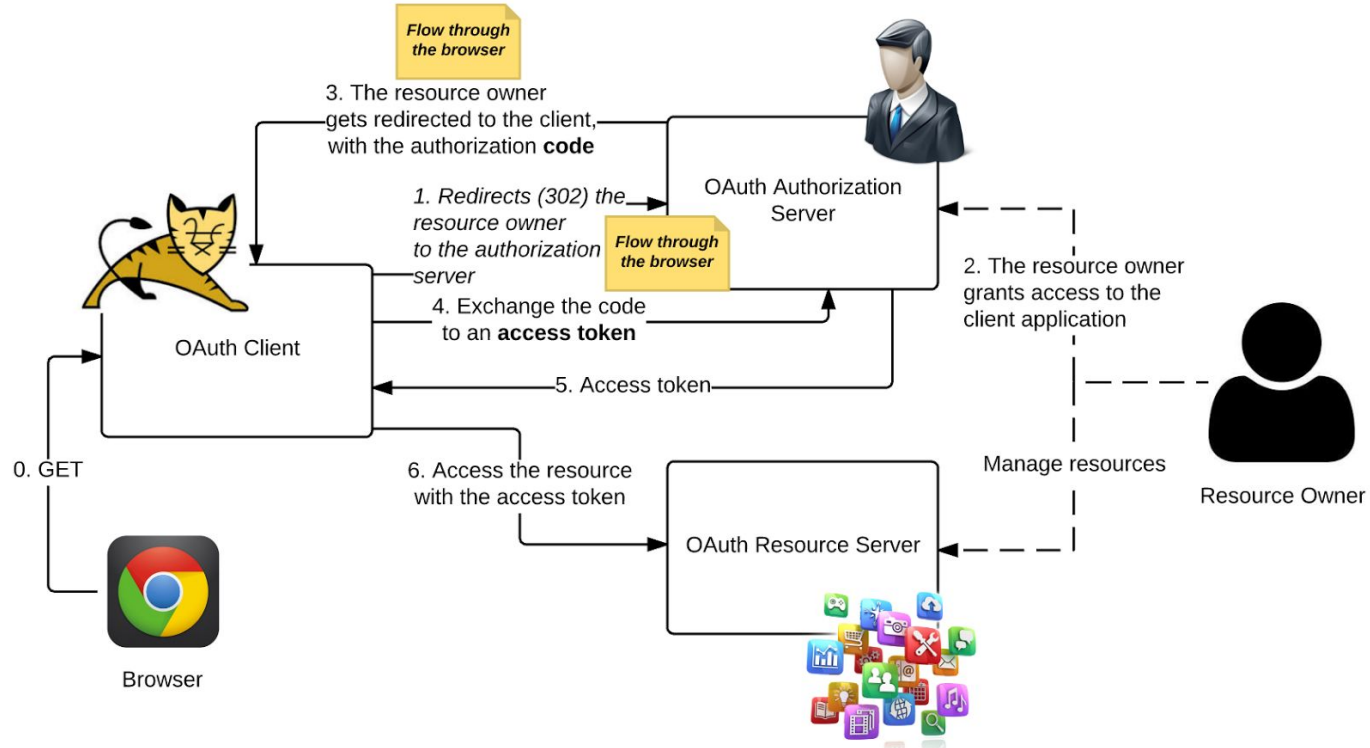 Flow through
the browser
3. The resource owner
gets redirected to the client,
with the authorization code
OAuth Authorization
Server
1. Redirects (302) the
resource owner
to the authorization
server
Flow through
the browser
2. The resource owner
grants access to the
client application
4. Exchange the code
to an access token
OAuth Client
5. Access token
0. GET
6. Access the resource
with the access token
Manage resources
Resource Owner
OAuth Resource Server
Browser